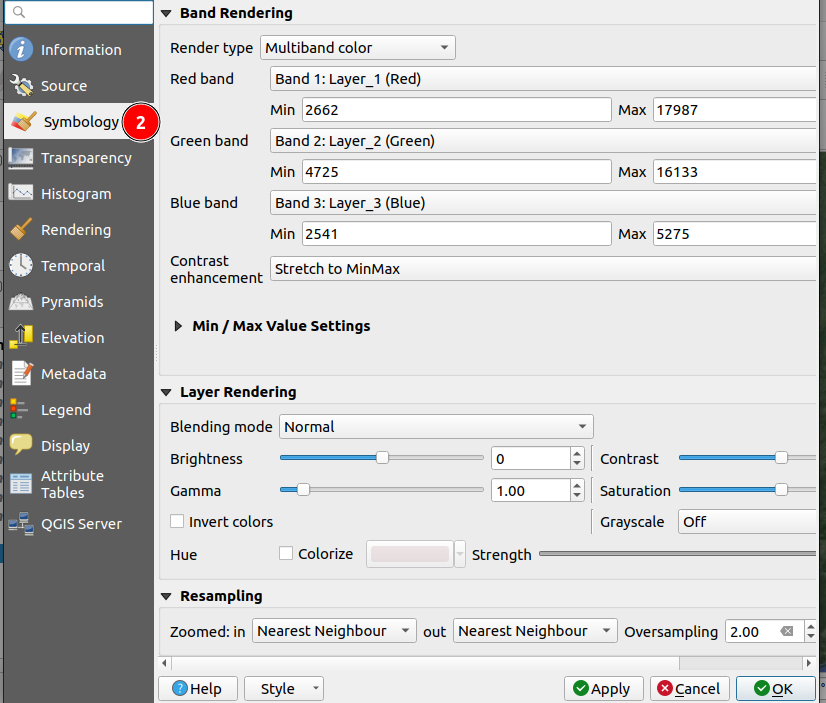 Information
Source
Symbology
2
Transparency
Histogram
Rendering
Temporal
Pyramids
Elevation
Metadata
Legend
Display
Attribute
Tables
QGIS Server
Band Rendering
Render type Multiband color
Red band Band 1: Layer_1 (Red)
Min 2662 Max 17987
Green band Band 2: Layer_2 (Green)
Min 4725 Max 16133
Blue band Band 3: Layer_3 (Blue)
Min 2541 Max 5275
Contrast
enhancement Stretch to MinMax
Min / Max Value Settings
Layer Rendering
Blending mode Normal
Brightness 0 Contrast
Gamma 1.00 Saturation
Invert colors Grayscale Off
Hue Colorize Strength
Resampling
Zoomed: in Nearest Neighbour out Nearest Neighbour Oversampling 2.00
Help Style Apply Cancel OK